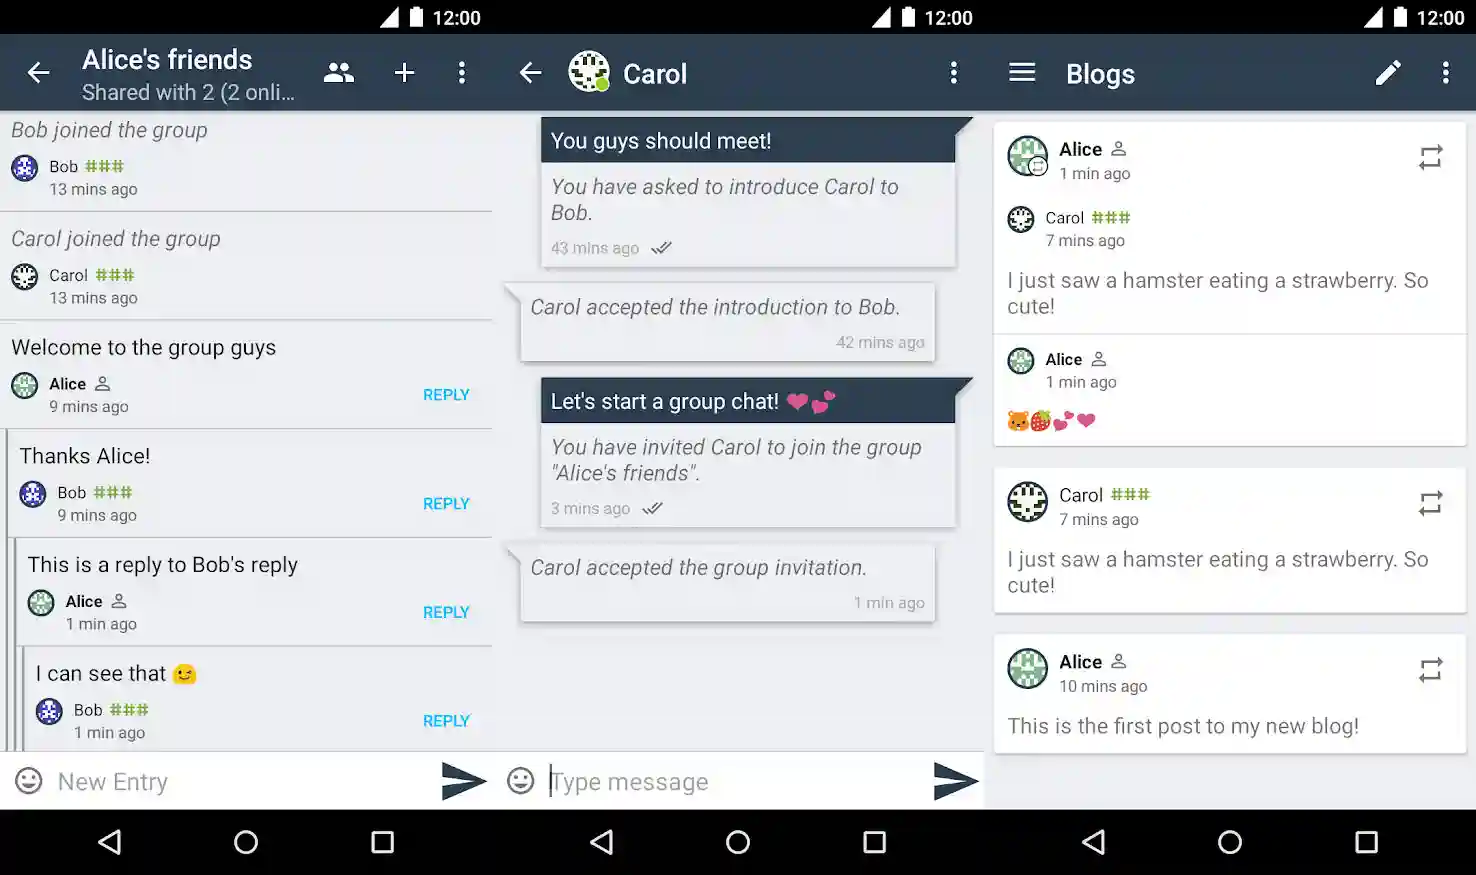 12:00
Alice's friends
Shared with 2 (2 onli...
Bob joined the group
Bob ###
13 mins ago
Carol joined the group
Carol ###
13 mins ago
Welcome to the group guys
Alice
9 mins ago
REPLY
Thanks Alice!
Bob ###
9 mins ago
REPLY
This is a reply to Bob's reply
Alice
1 min ago
REPLY
I can see that 😉
Bob ###
1 min ago
REPLY
New Entry
12:00
Carol
You guys should meet!
You have asked to introduce Carol to
Bob.
43 mins ago
Carol accepted the introduction to Bob.
42 mins ago
Let's start a group chat! ❤💕
You have invited Carol to join the group
"Alice's friends".
3 mins ago
Carol accepted the group invitation.
1 min ago
Type message
12:00
Blogs
Alice
1 min ago
Carol ###
7 mins ago
I just saw a hamster eating a strawberry. So
cute!
Alice
1 min ago
🐹🍓💕❤
Carol ###
7 mins ago
I just saw a hamster eating a strawberry. So
cute!
Alice
10 mins ago
This is the first post to my new blog!